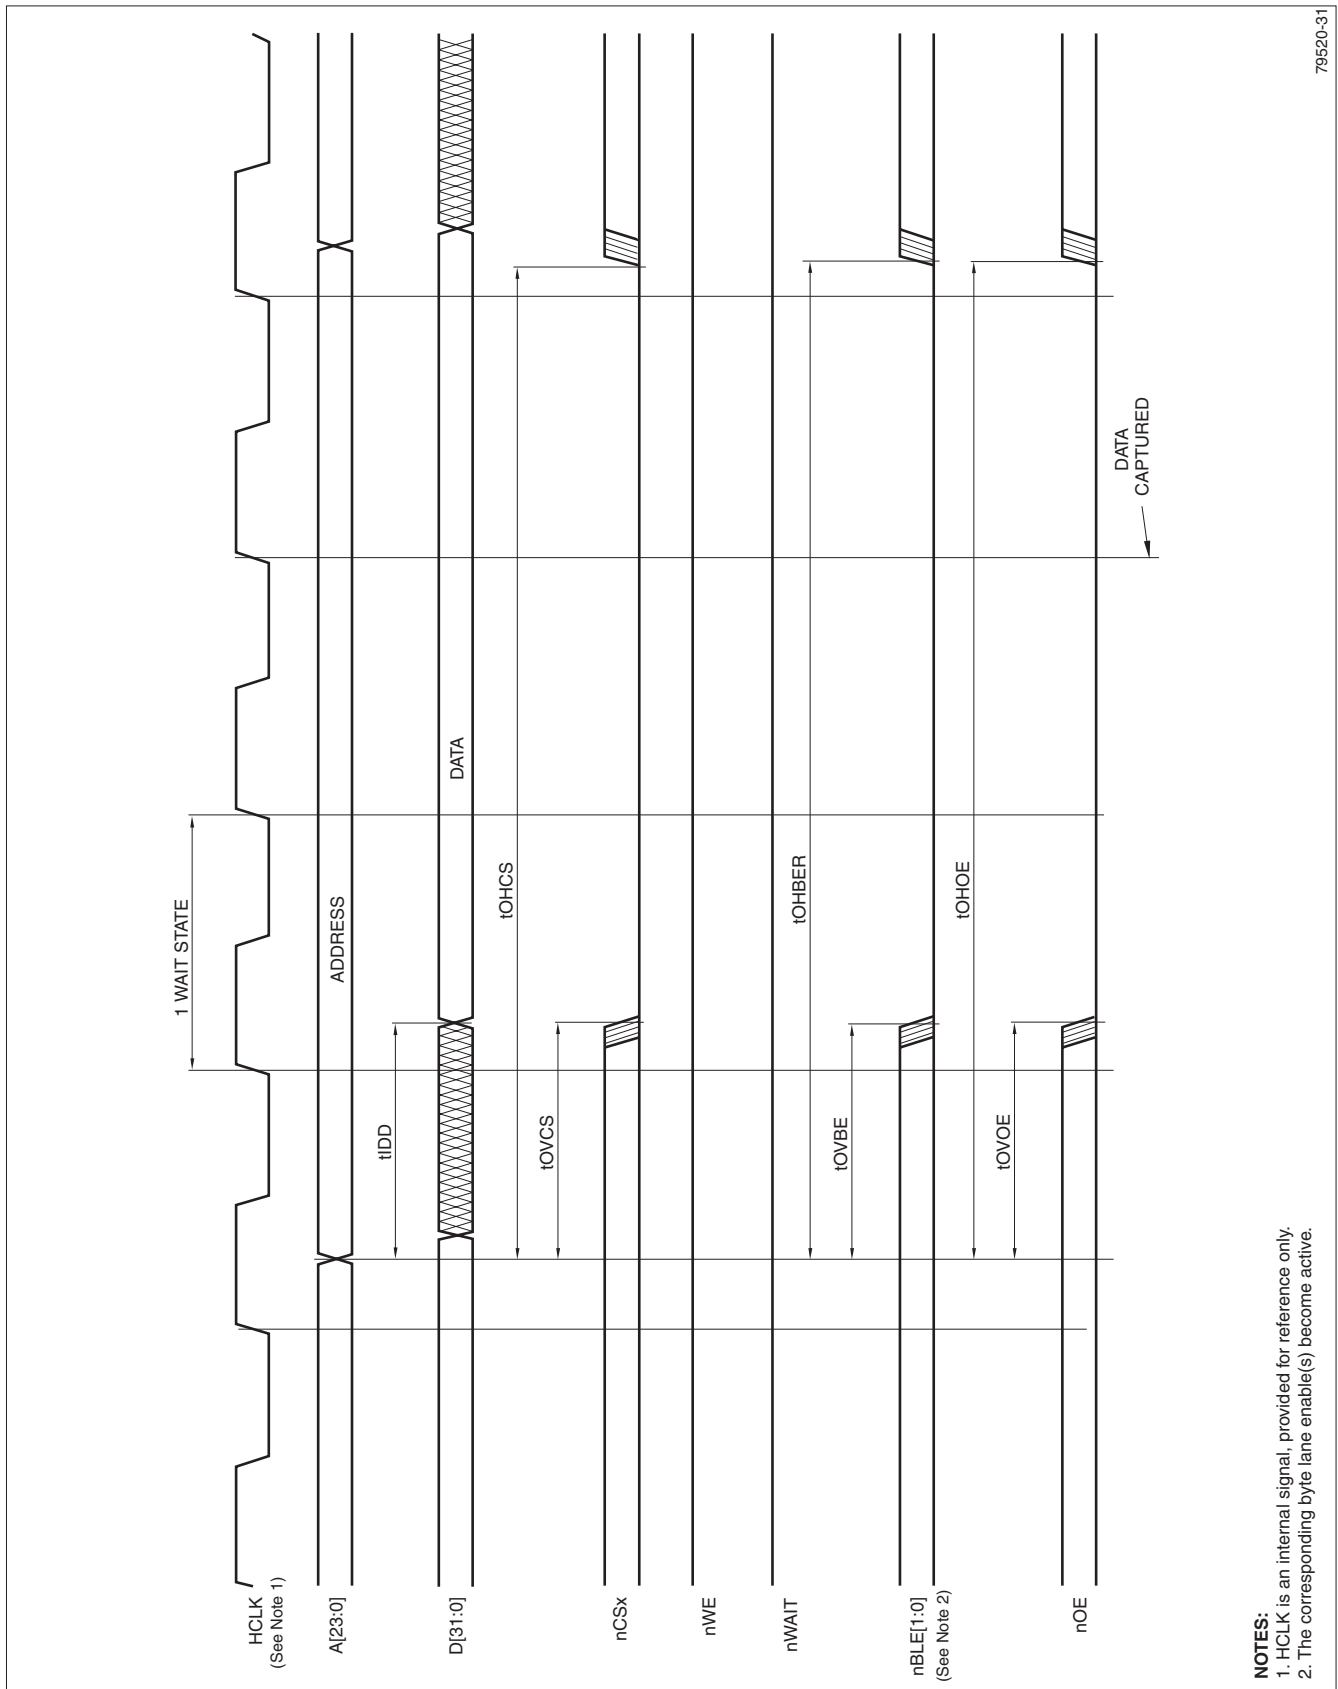 1 WAIT STATE
HCLK
(See Note 1)
A[23:0]
ADDRESS
tIDD
D[31:0]
DATA
tOHCS
tOVCS
nCSx
nWE
nWAIT
tOHBER
tOVBE
nBLE[1:0]
(See Note 2)
tOHOE
tOVOE
nOE
DATA
CAPTURED
NOTES:
1. HCLK is an internal signal, provided for reference only.
2. The corresponding byte lane enable(s) become active.
79520-31